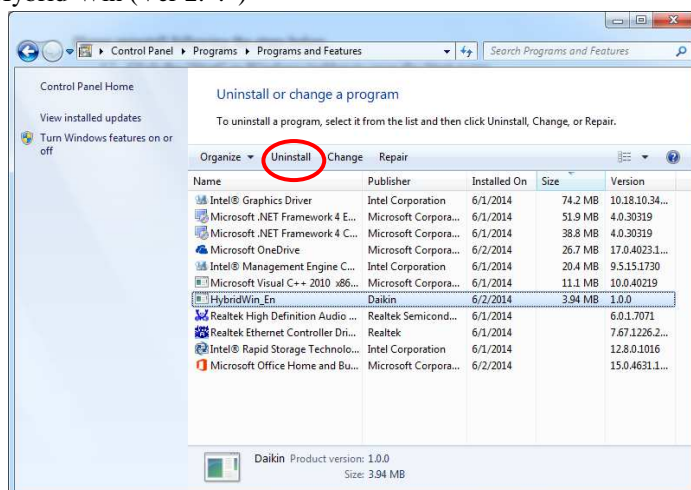 Control Panel Programs Programs and Features Search Programs and Features
Control Panel Home
View installed updates
Turn Windows features on or
off
Uninstall or change a program
To uninstall a program, select it from the list and then click Uninstall, Change, or Repair.
Organize Uninstall Change Repair
Name Publisher Installed On Size Version
Intel® Graphics Driver Intel Corporation 6/1/2014 74.2 MB 10.18.10.34...
Microsoft .NET Framework 4 E... Microsoft Corpora... 6/1/2014 51.9 MB 4.0.30319
Microsoft .NET Framework 4 C... Microsoft Corpora... 6/1/2014 38.8 MB 4.0.30319
Microsoft OneDrive Microsoft Corpora... 6/2/2014 26.7 MB 17.0.4023.1...
Intel® Management Engine C... Intel Corporation 6/1/2014 20.4 MB 9.5.15.1730
Microsoft Visual C++ 2010 x86... Microsoft Corpora... 6/1/2014 11.1 MB 10.0.40219
HybridWin_En Daikin 6/2/2014 3.94 MB 1.0.0
Realtek High Definition Audio ... Realtek Semicond... 6/1/2014 6.0.1.7071
Realtek Ethernet Controller Dri... Realtek 6/1/2014 7.67.1226.2...
Intel® Rapid Storage Technolo... Intel Corporation 6/1/2014 12.8.0.1016
Microsoft Office Home and Bu... Microsoft Corpora... 6/2/2014 15.0.4631.1...
Daikin Product version: 1.0.0
Size: 3.94 MB